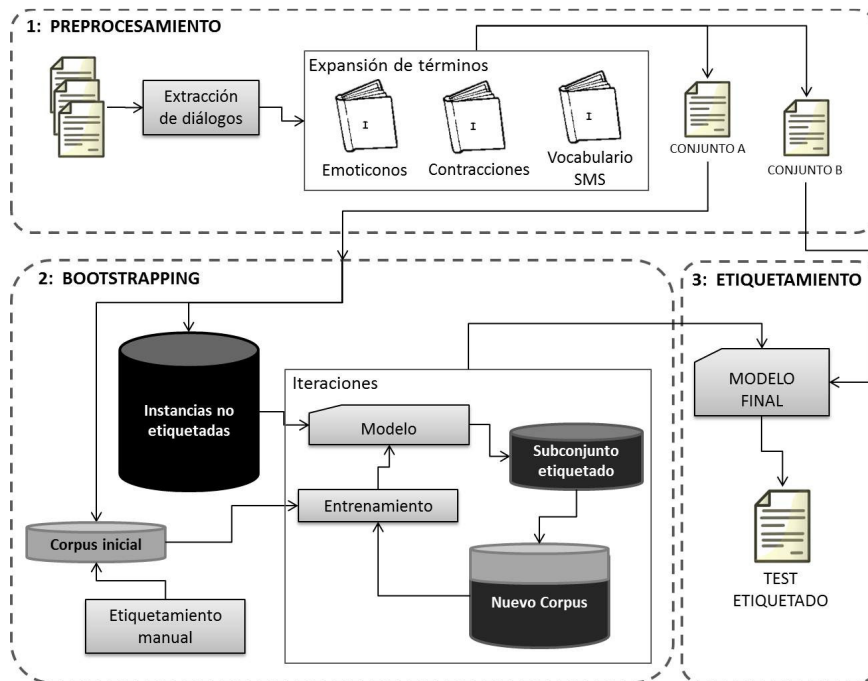 1: PREPROCESAMIENTO
Extracción
de diálogos
Expansión de términos
I
I
I
Emoticonos
Contracciones
Vocabulario
SMS
CONJUNTO A
CONJUNTO B
2: BOOTSTRAPPING
Instancias no
etiquetadas
Iteraciones
Modelo
Subconjunto
etiquetado
Entrenamiento
Corpus inicial
Nuevo Corpus
Etiquetamiento
manual
3: ETIQUETAMIENTO
MODELO
FINAL
TEST
ETIQUETADO